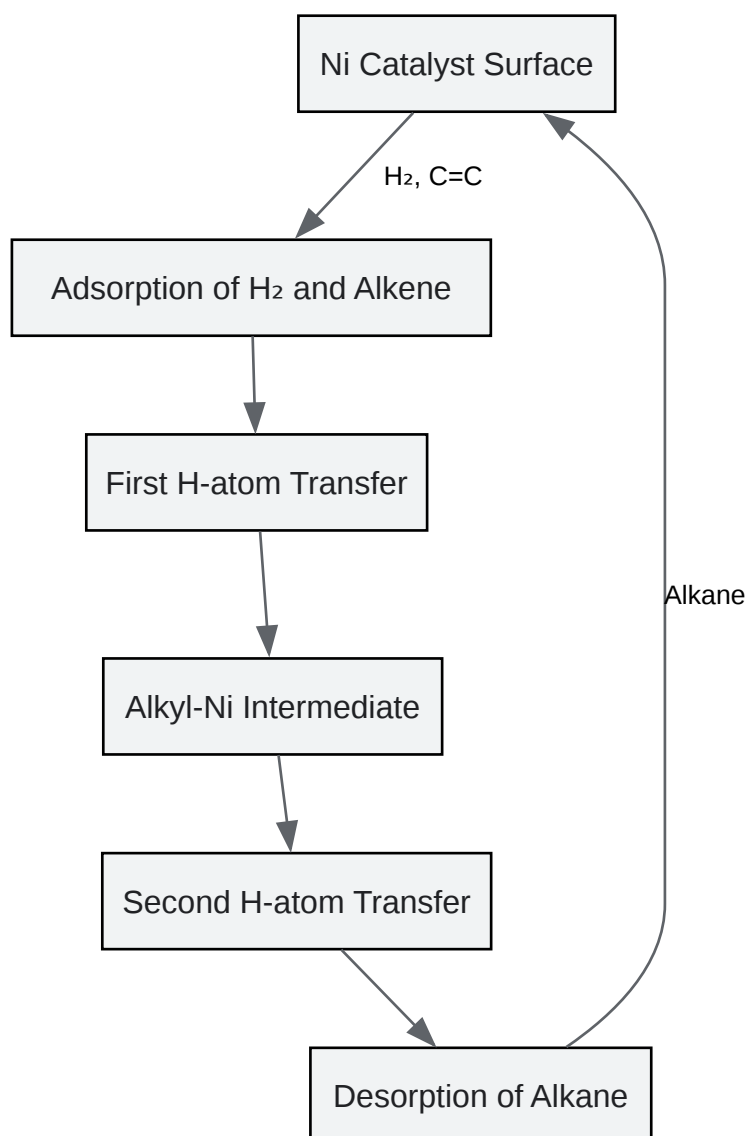 Ni Catalyst Surface
H₂, C=C
Adsorption of H₂ and Alkene
First H-atom Transfer
Alkane
Alkyl-Ni Intermediate
Second H-atom Transfer
Desorption of Alkane